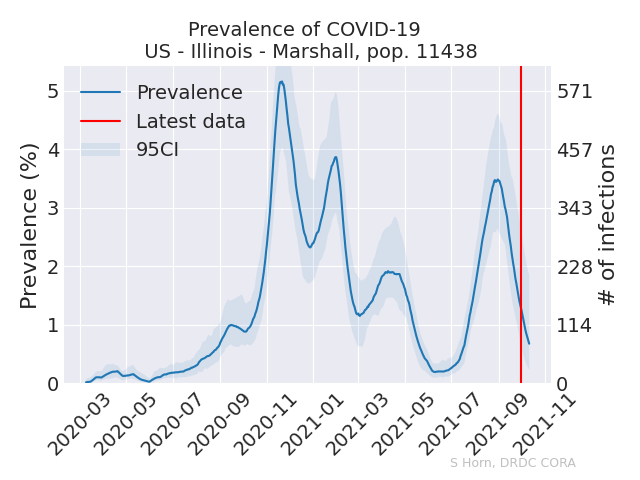 Prevalence of COVID-19
US - Illinois - Marshall, pop. 11438
Prevalence
Latest data
95CI
Prevalence (%)
5
4
3
2
1
0
571
457
343
228
114
0
# of infections
2020-03
2020-05
2020-07
2020-09
2020-11
2021-01
2021-03
2021-05
2021-07
2021-09
2021-11
S Horn, DRDC CORA